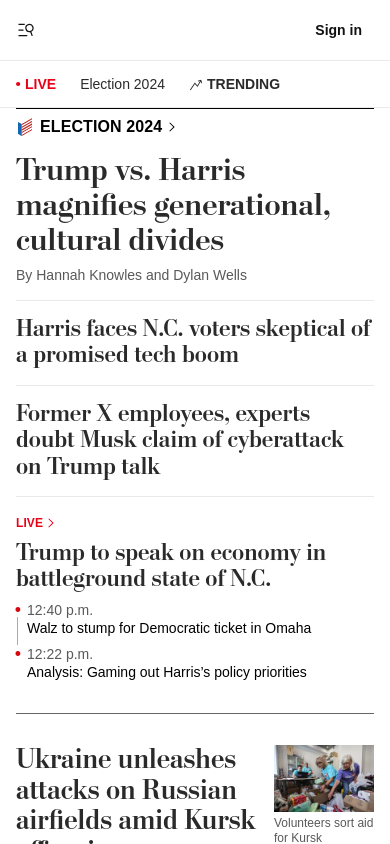 Sign in
LIVE
Election 2024
TRENDING
ELECTION 2024
Trump vs. Harris
magnifies generational,
cultural divides
By Hannah Knowles and Dylan Wells
Harris faces N.C. voters skeptical of
a promised tech boom
Former X employees, experts
doubt Musk claim of cyberattack
on Trump talk
LIVE
Trump to speak on economy in
battleground state of N.C.
12:40 p.m.
Walz to stump for Democratic ticket in Omaha
12:22 p.m.
Analysis: Gaming out Harris’s policy priorities
Ukraine unleashes
attacks on Russian
airfields amid Kursk
Volunteers sort aid
for Kursk